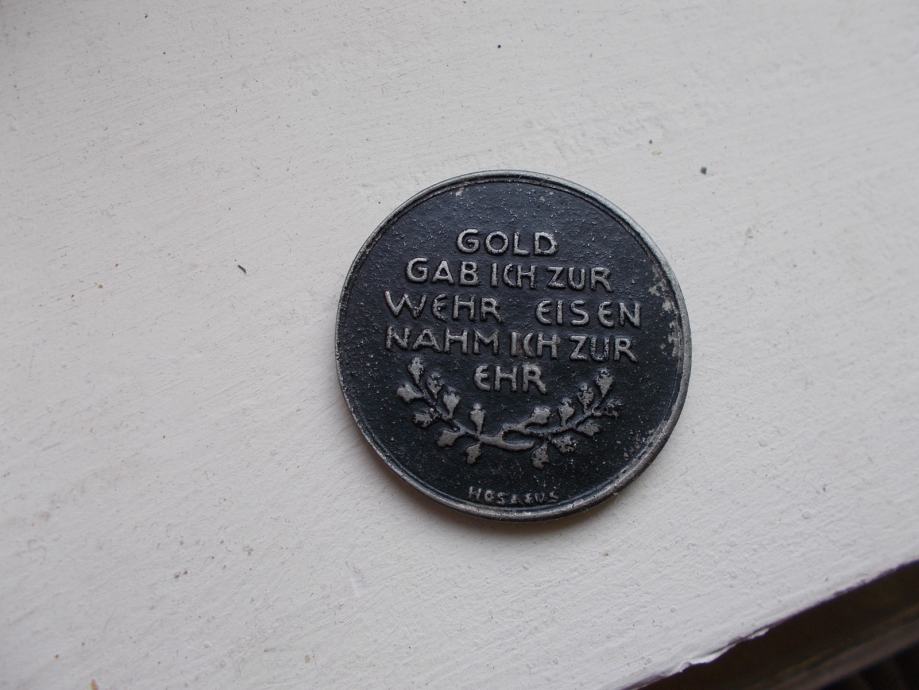 GOLD
GAB ICH ZUR
WEHR EISEN
NAHM ICH ZUR
EHR
HOSAEUS